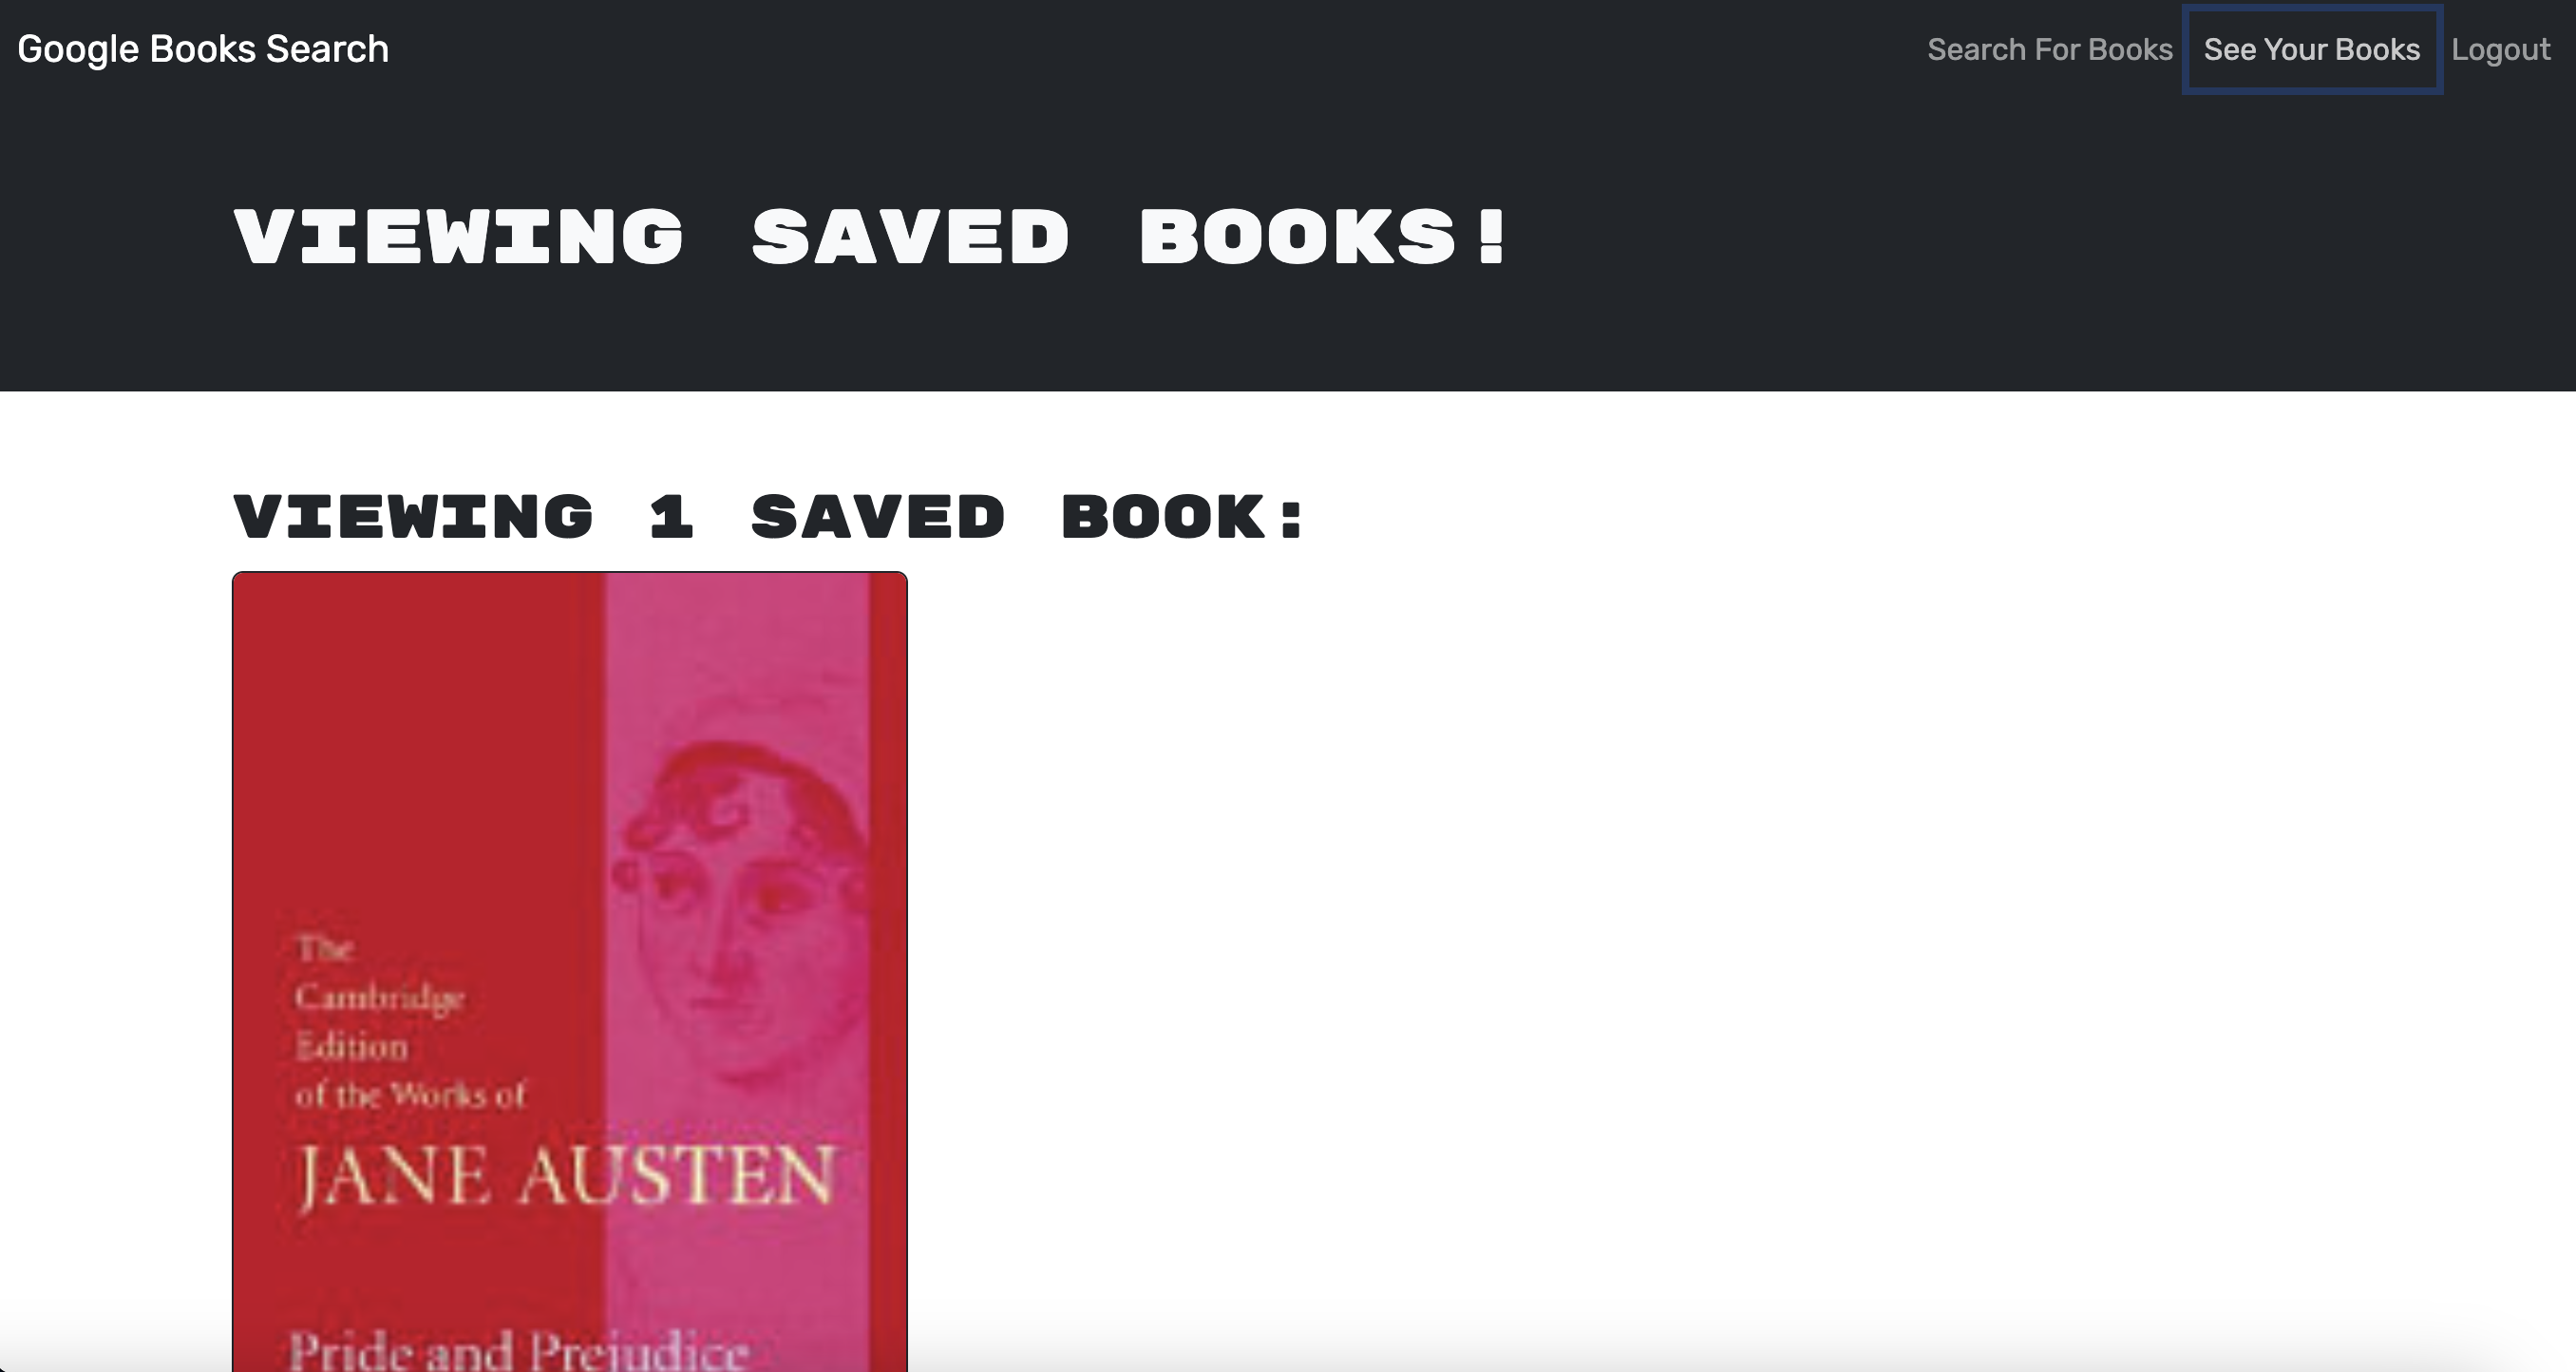 Google Books Search
Search For Books See Your Books Logout
VIEWING SAVED BOOKS!
VIEWING 1 SAVED BOOK:
The
Cambridge
Edition
of the Works of
JANE AUSTEN
Pride and Prejudice